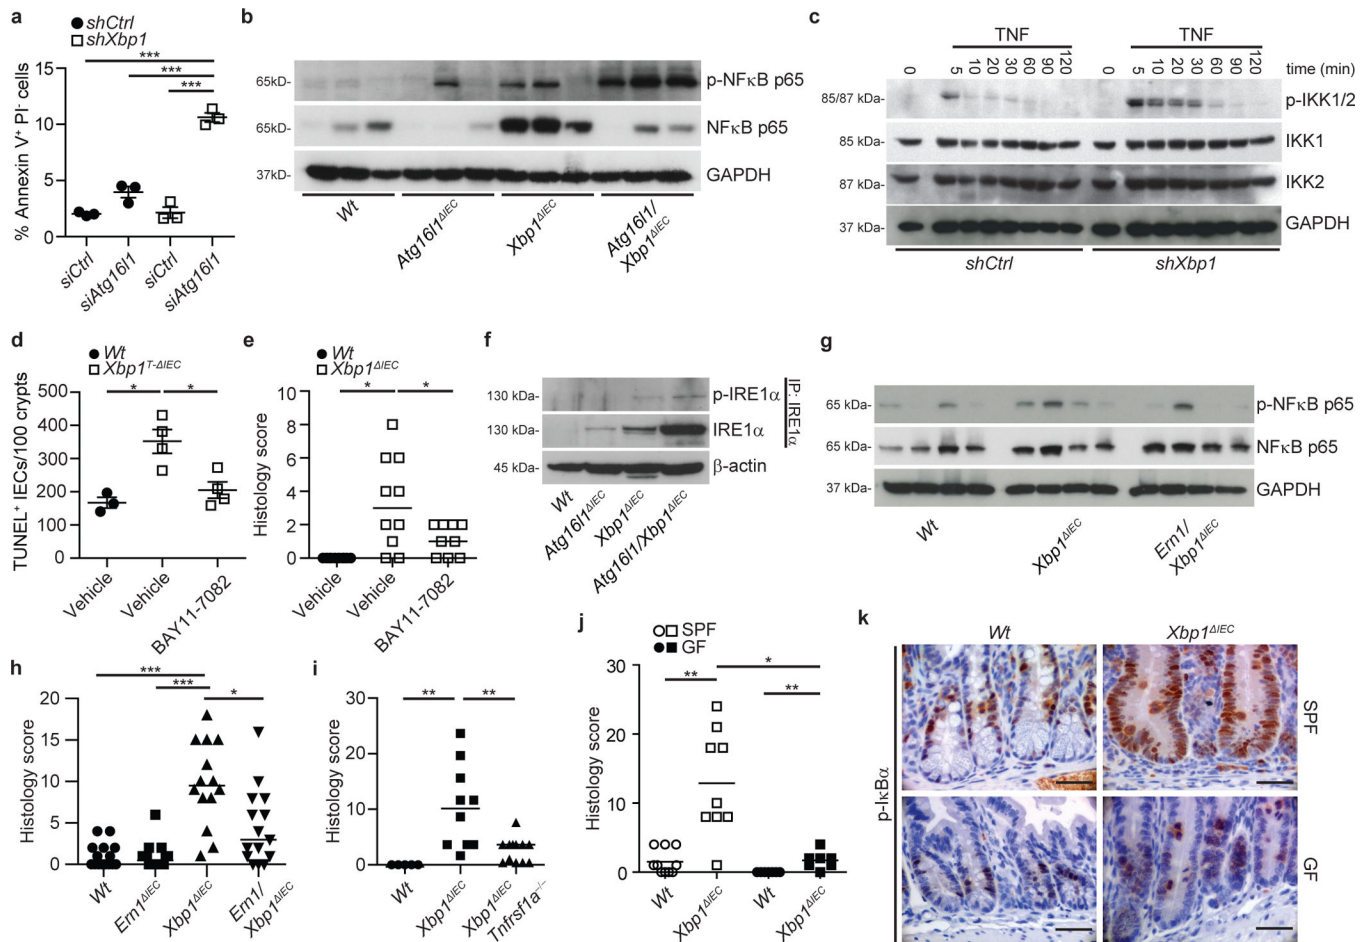 a
shCtrl
shXbp1
***
***
***
% Annexin V⁺ PI⁻ cells
15
10
5
0
siCtrl
siAtg16l1
siCtrl
siAtg16l1
b
65kD-
p-NFκB p65
65kD-
NFκB p65
37kD-
GAPDH
Wt
Atg16l1ᐃIEC
Xbp1ᐃIEC
Atg16l1/
Xbp1ᐃIEC
c
TNF
TNF
0 5 10 20 30 60 90 120 0 5 10 20 30 60 90 120 time (min)
85/87 kDa-
p-IKK1/2
85 kDa-
IKK1
87 kDa-
IKK2
37 kDa-
GAPDH
shCtrl
shXbp1
d
Wt
Xbp1T-ΔIEC
* *
TUNEL⁺ IECs/100 crypts
500
400
300
200
100
0
Vehicle
Vehicle
BAY11-7082
e
Wt
Xbp1ΔIEC
* *
Histology score
10
8
6
4
2
0
Vehicle
Vehicle
BAY11-7082
f
130 kDa-
p-IRE1α
130 kDa-
IRE1α
45 kDa-
β-actin
IP: IRE1α
Wt
Atg16l1ΔIEC
Xbp1ΔIEC
Atg16l1/Xbp1ΔIEC
g
65 kDa-
p-NFκB p65
65 kDa-
NFκB p65
37 kDa-
GAPDH
Wt
Xbp1ΔIEC
Ern1/
Xbp1ΔIEC
h
***
***
*
Histology score
20
15
10
5
0
Wt
Ern1ΔIEC
Xbp1ΔIEC
Ern1/
Xbp1ΔIEC
i
** **
Histology score
30
20
10
0
Wt
Xbp1ΔIEC
Xbp1ΔIEC
Tnfrsf1a⁻/⁻
j
SPF
GF
*
** **
Histology score
30
20
10
0
Wt
Xbp1ΔIEC
Wt
Xbp1ΔIEC
k
Wt
Xbp1ΔIEC
p-IκBα
SPF
GF